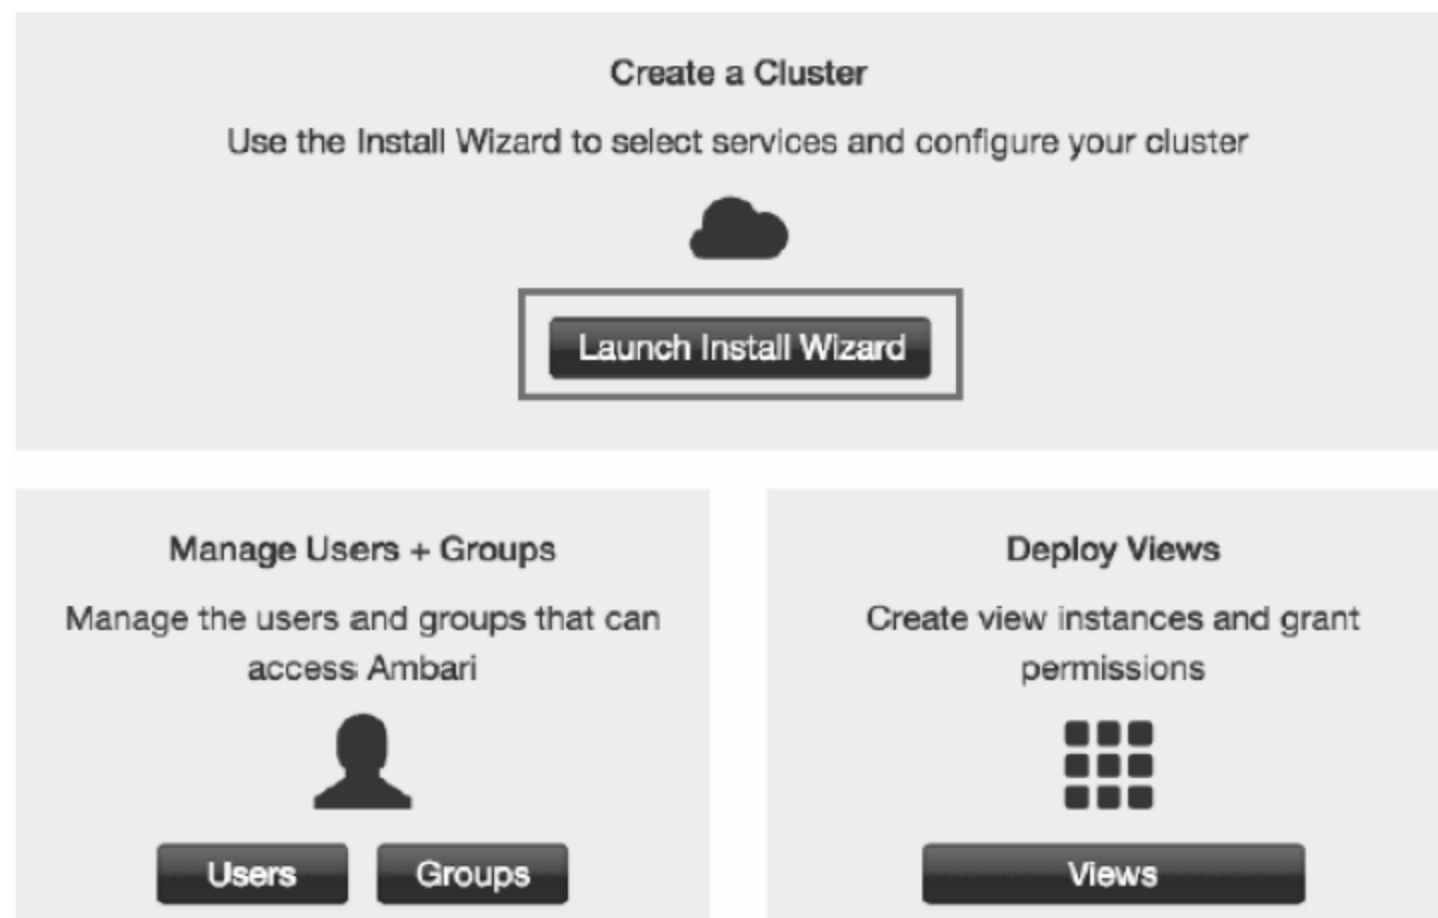 Create a Cluster
Use the Install Wizard to select services and configure your cluster
Launch Install Wizard
Manage Users + Groups
Manage the users and groups that can
access Ambari
Users
Groups
Deploy Views
Create view instances and grant
permissions
Views